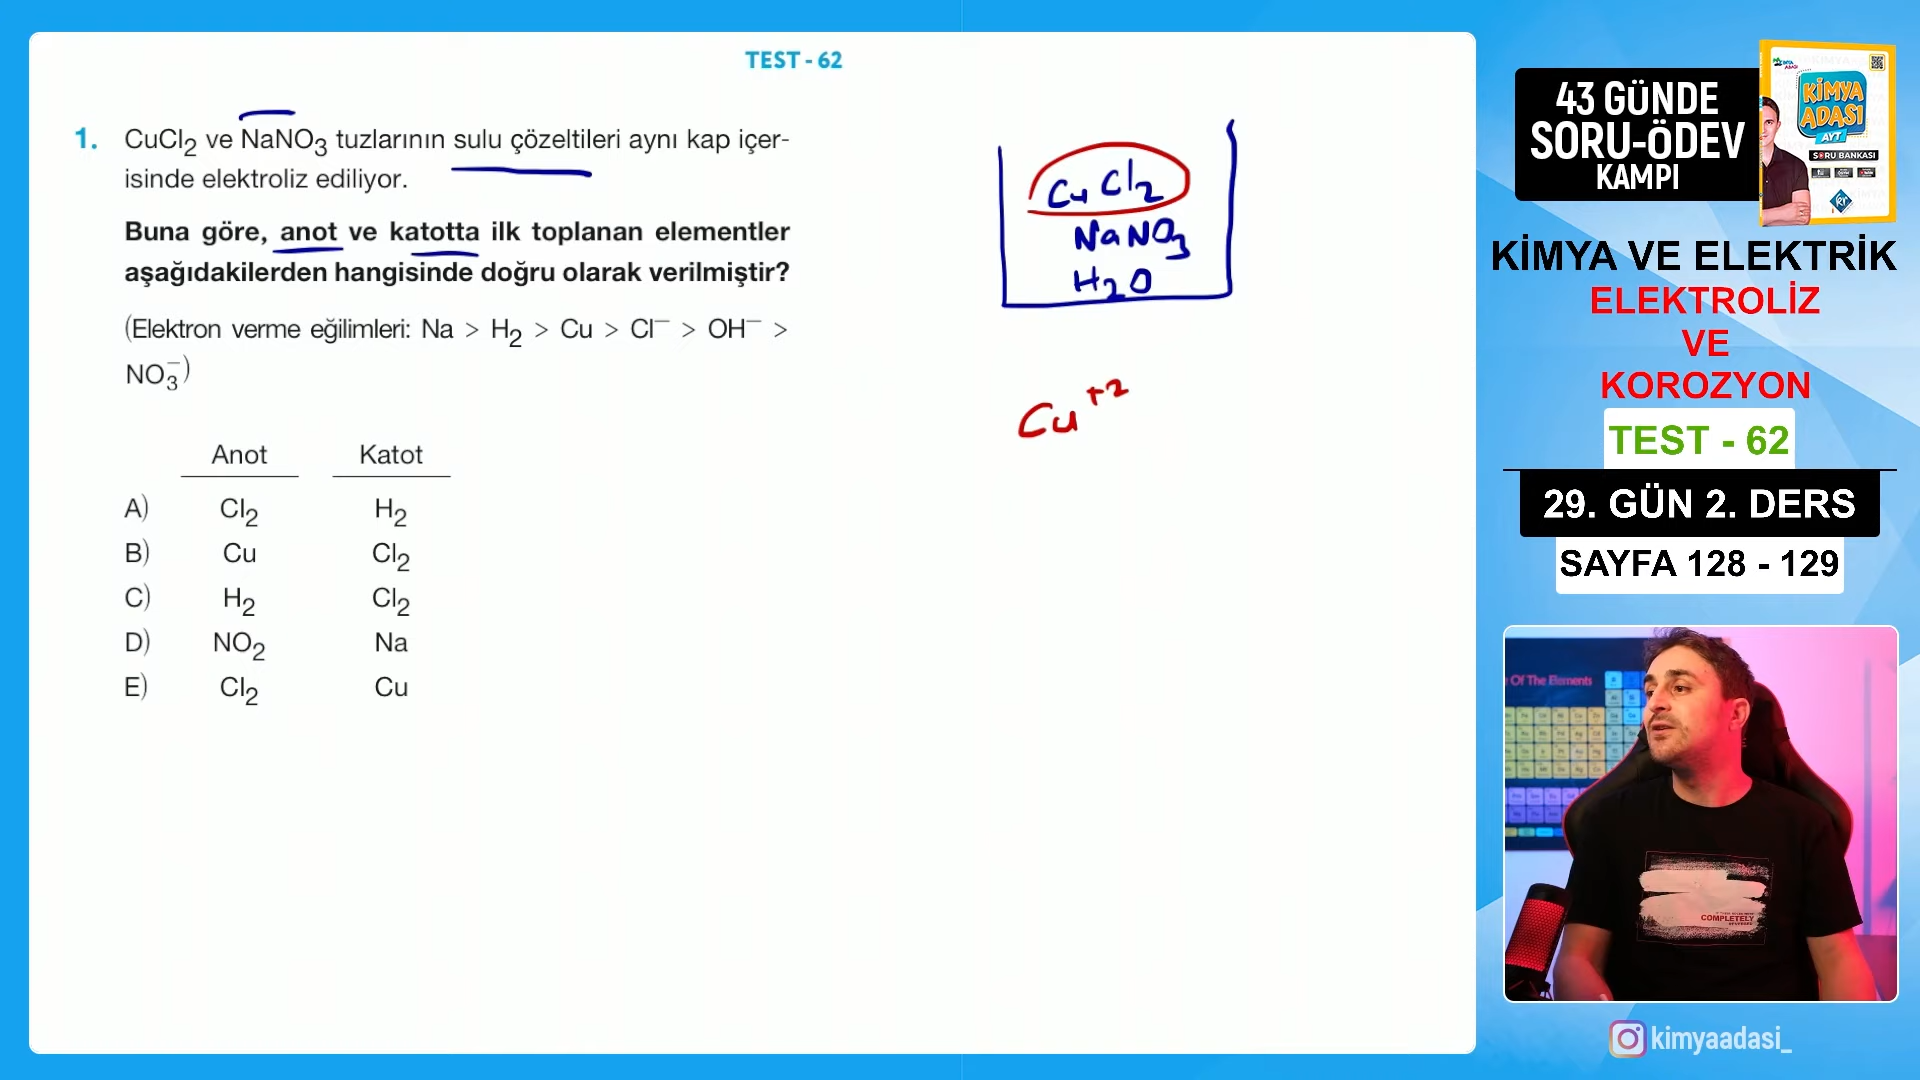 TEST - 62
1. CuCl2 ve NaNO3 tuzlarının sulu çözeltileri aynı kap içer-
isinde elektroliz ediliyor.
Buna göre, anot ve katotta ilk toplanan elementler
aşağıdakilerden hangisinde doğru olarak verilmiştir?
(Elektron verme eğilimleri: Na > H2 > Cu > Cl− > OH− >
NO3−)
Anot Katot
A) Cl2 H2
B) Cu Cl2
C) H2 Cl2
D) NO2 Na
E) Cl2 Cu
CuCl2
NaNO3
H2O
Cu+2
43 GÜNDE
SORU-ÖDEV
KAMPI
KİMYA
ADASI
AYT
SORU BANKASI
KİMYA VE ELEKTRİK
ELEKTROLİZ
VE
KOROZYON
TEST - 62
29. GÜN 2. DERS
SAYFA 128 - 129
Of The Elements
COMPLETELY
kimyaadasi_